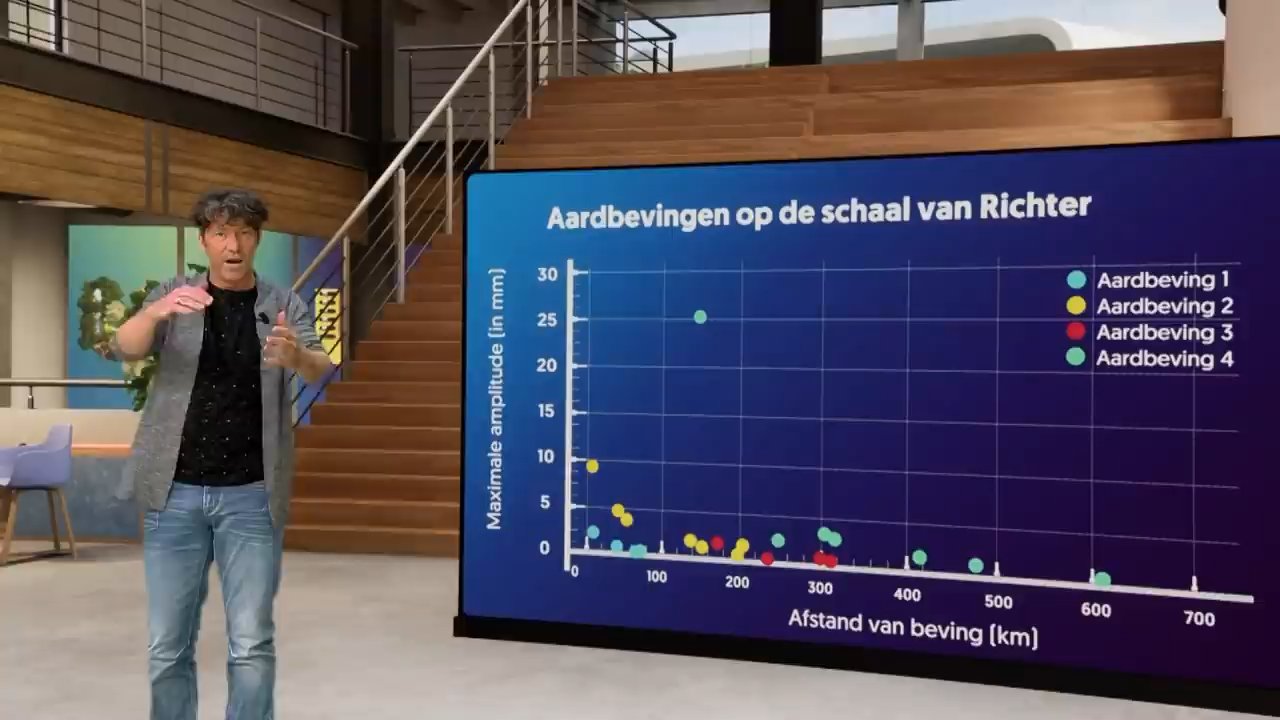 Aardbevingen op de schaal van Richter
Maximale amplitude (in mm)
30
25
20
15
10
5
0
Aardbeving 1
Aardbeving 2
Aardbeving 3
Aardbeving 4
0
100
200
300
400
500
600
700
Afstand van beving (km)